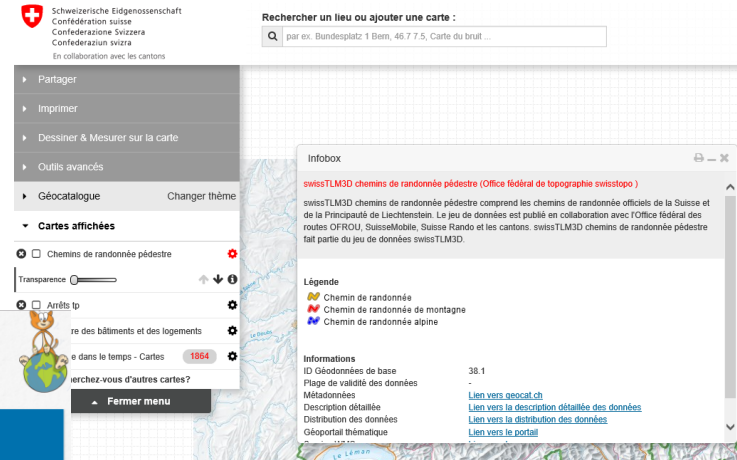 Schweizerische Eidgenossenschaft
Confédération suisse
Confederazione Svizzera
Confederaziun svizra
En collaboration avec les cantons
Rechercher un lieu ou ajouter une carte :
par ex. Bundesplatz 1 Bern, 46.7 7.5, Carte du bruit ...
Partager
Imprimer
Dessiner & Mesurer sur la carte
Outils avancés
Géocatalogue Changer thème
Cartes affichées
Chemins de randonnée pédestre
Transparence
Arrêts tp
re des bâtiments et des logements
e dans le temps - Cartes 1864
herchez-vous d'autres cartes?
Fermer menu
Infobox
swissTLM3D chemins de randonnée pédestre (Office fédéral de topographie swisstopo )
swissTLM3D chemins de randonnée pédestre comprend les chemins de randonnée officiels de la Suisse et
de la Principauté de Liechtenstein. Le jeu de données est publié en collaboration avec l'Office fédéral des
routes OFROU, SuisseMobile, Suisse Rando et les cantons. swissTLM3D chemins de randonnée pédestre
fait partie du jeu de données swissTLM3D.
Légende
Chemin de randonnée
Chemin de randonnée de montagne
Chemin de randonnée alpine
Informations
ID Géodonnées de base 38.1
Plage de validité des données -
Métadonnées Lien vers geocat.ch
Description détaillée Lien vers la description détaillée des données
Distribution des données Lien vers la distribution des données
Géoportail thématique Lien vers le portail
Le Doubs
Le Léman